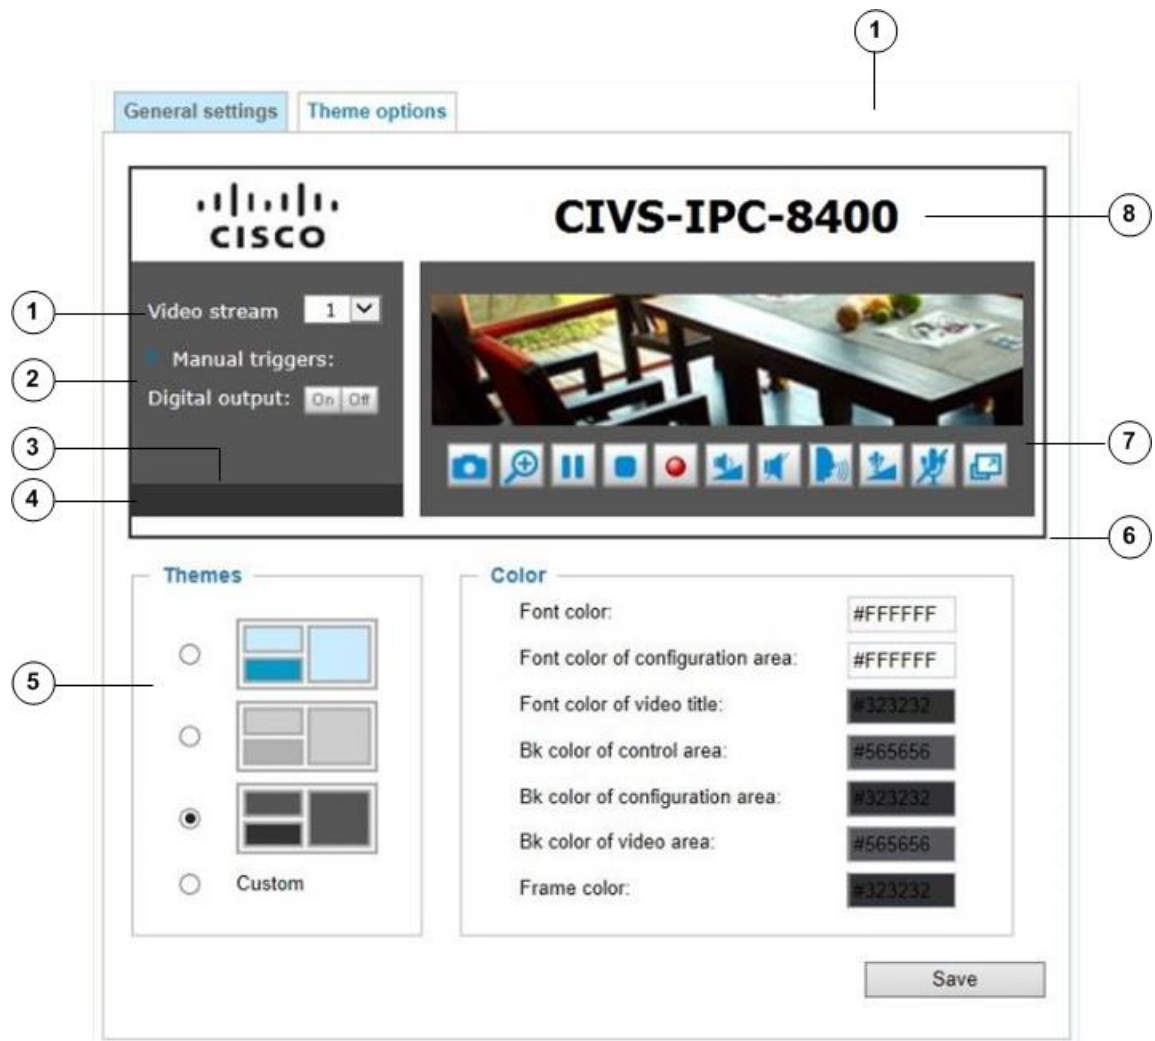 1
General settings
Theme options
CISCO
CIVS-IPC-8400
8
1
Video stream 1
2
Manual triggers:
Digital output: On Off
3
4
7
6
Themes
Custom
5
Color
Font color: #FFFFFF
Font color of configuration area: #FFFFFF
Font color of video title: #323232
Bk color of control area: #565656
Bk color of configuration area: #323232
Bk color of video area: #565656
Frame color: #323232
Save